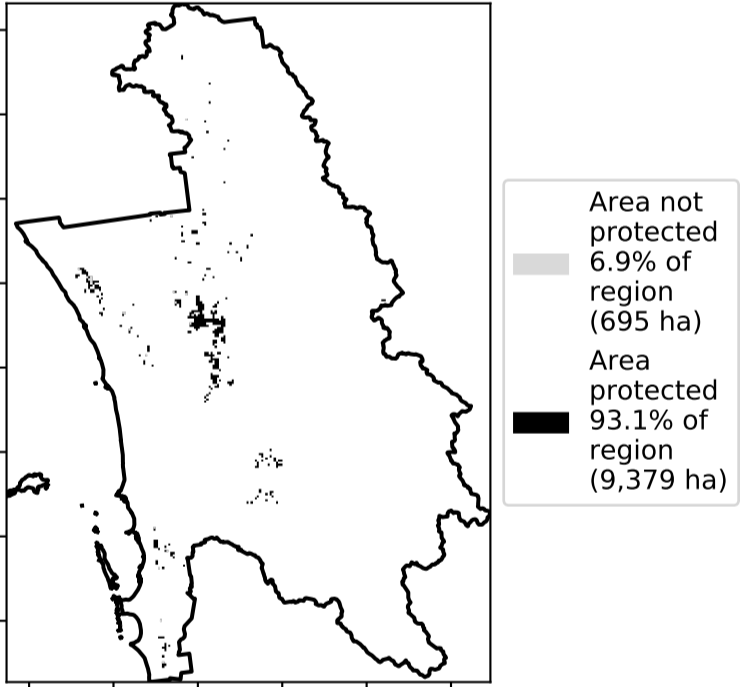 Area not
protected
6.9% of
region
(695 ha)
Area
protected
93.1% of
region
(9,379 ha)